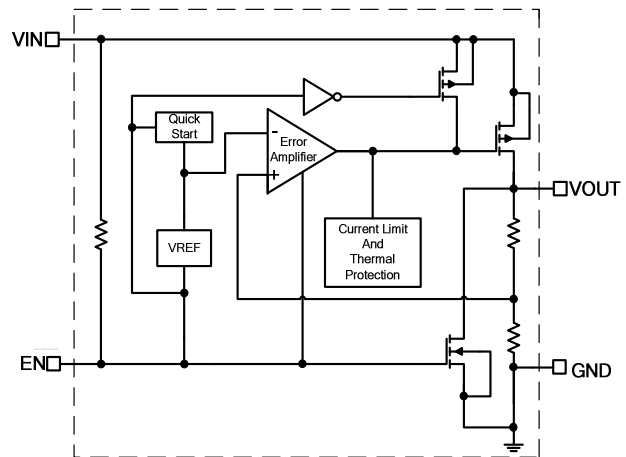 VIN
Quick
Start
-
Error
Amplifier
+
VOUT
VREF
Current Limit
And
Thermal
Protection
EN
GND